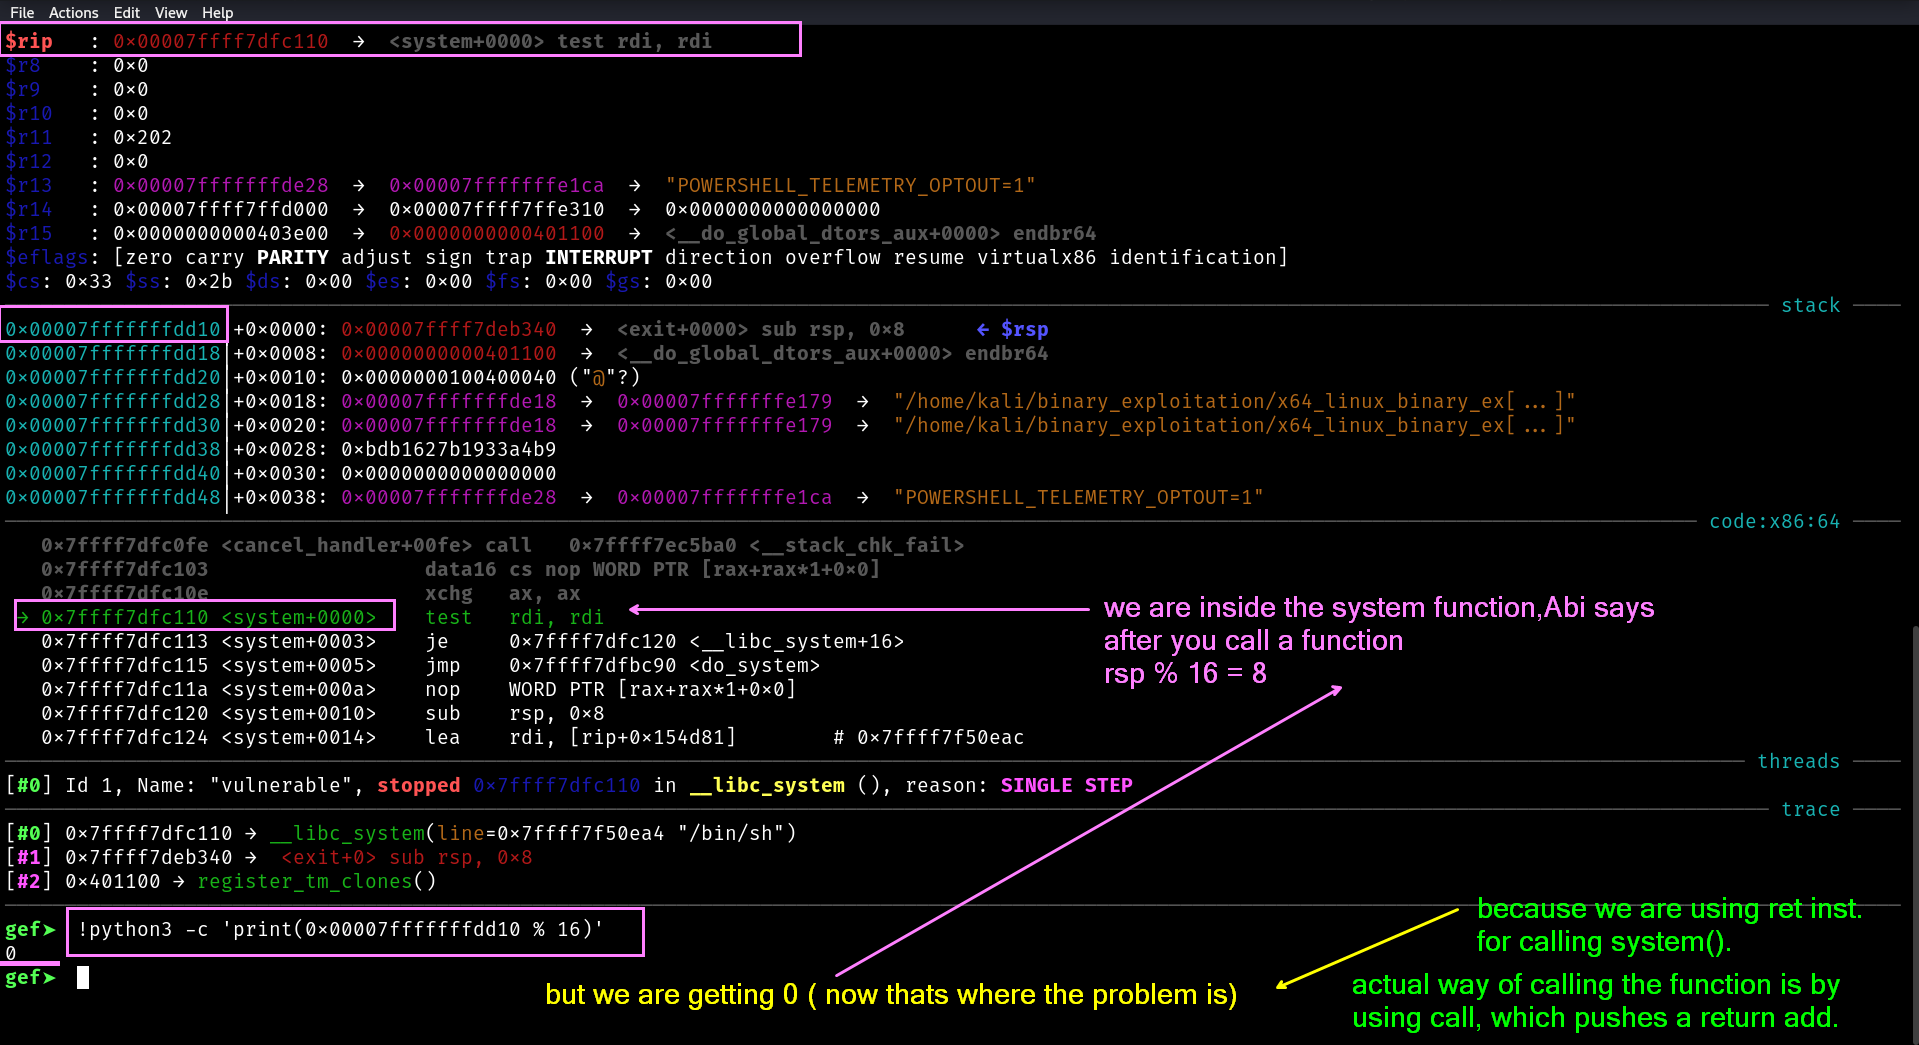 File Actions Edit View Help
$rip : 0x00007ffff7dfc110 → <system+0000> test rdi, rdi
$r8 : 0x0
$r9 : 0x0
$r10 : 0x0
$r11 : 0x202
$r12 : 0x0
$r13 : 0x00007fffffffde28 → 0x00007fffffffe1ca → "POWERSHELL_TELEMETRY_OPTOUT=1"
$r14 : 0x00007ffff7ffd000 → 0x00007ffff7ffe310 → 0x0000000000000000
$r15 : 0x0000000000403e00 → 0x0000000000401100 → <__do_global_dtors_aux+0000> endbr64
$eflags: [zero carry PARITY adjust sign trap INTERRUPT direction overflow resume virtualx86 identification]
$cs: 0x33 $ss: 0x2b $ds: 0x00 $es: 0x00 $fs: 0x00 $gs: 0x00
stack
0x00007fffffffdd10│+0x0000: 0x00007ffff7deb340 → <exit+0000> sub rsp, 0x8 ← $rsp
0x00007fffffffdd18│+0x0008: 0x0000000000401100 → <__do_global_dtors_aux+0000> endbr64
0x00007fffffffdd20│+0x0010: 0x0000000100400040 ("@"?)
0x00007fffffffdd28│+0x0018: 0x00007fffffffde18 → 0x00007fffffffe179 → "/home/kali/binary_exploitation/x64_linux_binary_ex[...]"
0x00007fffffffdd30│+0x0020: 0x00007fffffffde18 → 0x00007fffffffe179 → "/home/kali/binary_exploitation/x64_linux_binary_ex[...]"
0x00007fffffffdd38│+0x0028: 0xbdb1627b1933a4b9
0x00007fffffffdd40│+0x0030: 0x0000000000000000
0x00007fffffffdd48│+0x0038: 0x00007fffffffde28 → 0x00007fffffffe1ca → "POWERSHELL_TELEMETRY_OPTOUT=1"
code:x86:64
0x7ffff7dfc0fe <cancel_handler+00fe> call 0x7ffff7ec5ba0 <__stack_chk_fail>
0x7ffff7dfc103 data16 cs nop WORD PTR [rax+rax*1+0x0]
0x7ffff7dfc10e xchg ax, ax
→ 0x7ffff7dfc110 <system+0000> test rdi, rdi
0x7ffff7dfc113 <system+0003> je 0x7ffff7dfc120 <__libc_system+16>
0x7ffff7dfc115 <system+0005> jmp 0x7ffff7dfbc90 <do_system>
0x7ffff7dfc11a <system+000a> nop WORD PTR [rax+rax*1+0x0]
0x7ffff7dfc120 <system+0010> sub rsp, 0x8
0x7ffff7dfc124 <system+0014> lea rdi, [rip+0x154d81] # 0x7ffff7f50eac
we are inside the system function,Abi says
after you call a function
rsp % 16 = 8
threads
[#0] Id 1, Name: "vulnerable", stopped 0x7ffff7dfc110 in __libc_system (), reason: SINGLE STEP
trace
[#0] 0x7ffff7dfc110 → __libc_system(line=0x7ffff7f50ea4 "/bin/sh")
[#1] 0x7ffff7deb340 → <exit+0> sub rsp, 0x8
[#2] 0x401100 → register_tm_clones()
gef➤ !python3 -c 'print(0x00007fffffffdd10 % 16)'
0
gef➤
but we are getting 0 ( now thats where the problem is)
because we are using ret inst.
for calling system().
actual way of calling the function is by
using call, which pushes a return add.